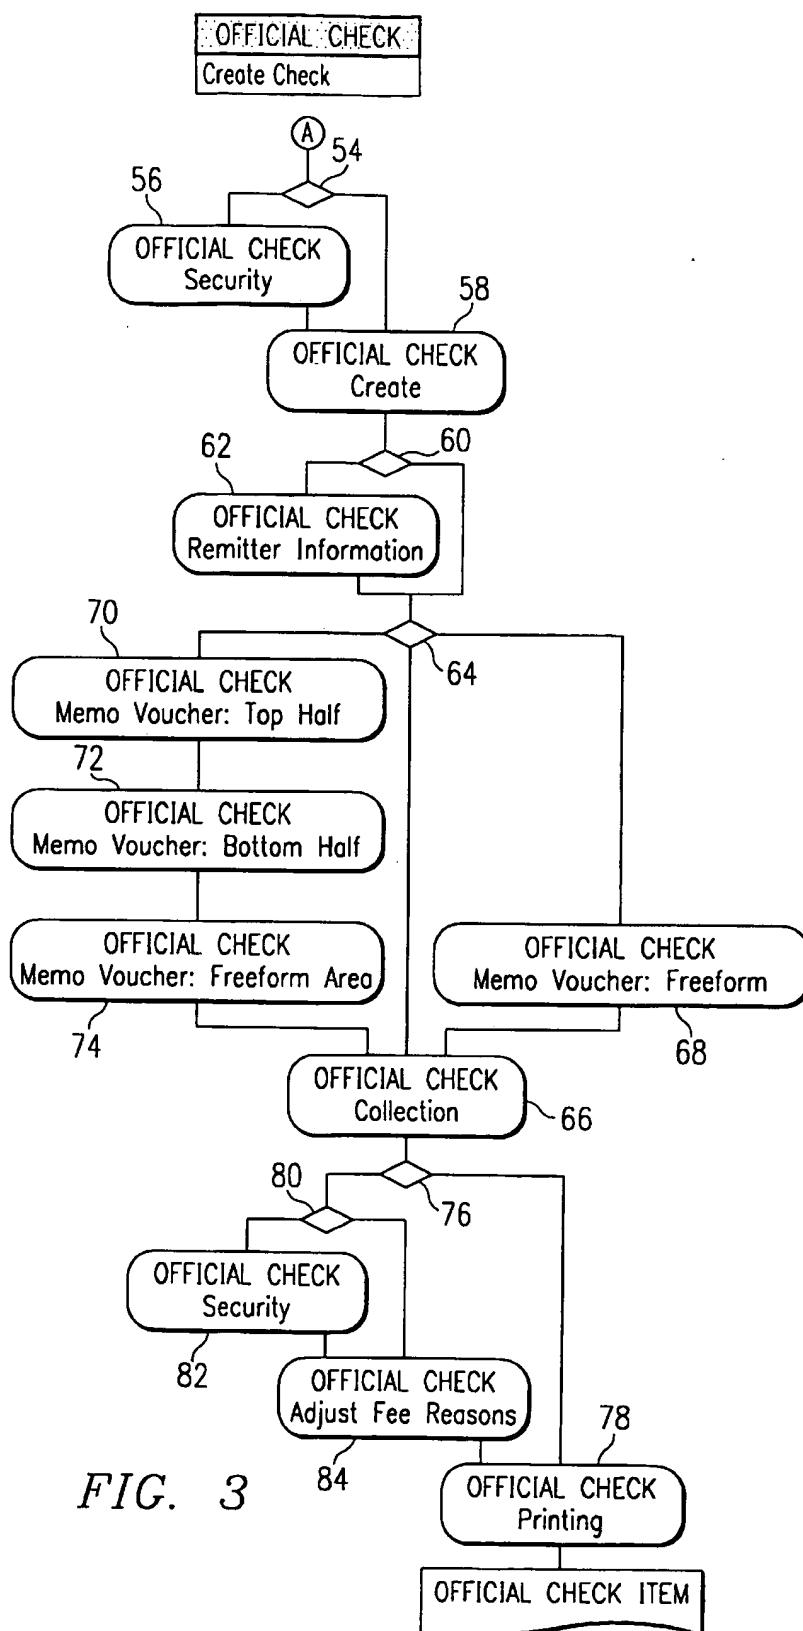 OFFICIAL CHECK
Create Check
A
54
56
OFFICIAL CHECK
Security
58
OFFICIAL CHECK
Create
60
62
OFFICIAL CHECK
Remitter Information
64
70
OFFICIAL CHECK
Memo Voucher: Top Half
72
OFFICIAL CHECK
Memo Voucher: Bottom Half
OFFICIAL CHECK
Memo Voucher: Freeform Area
74
OFFICIAL CHECK
Memo Voucher: Freeform
68
OFFICIAL CHECK
Collection
66
76
80
OFFICIAL CHECK
Security
82
OFFICIAL CHECK
Adjust Fee Reasons
84
78
OFFICIAL CHECK
Printing
OFFICIAL CHECK ITEM
FIG. 3